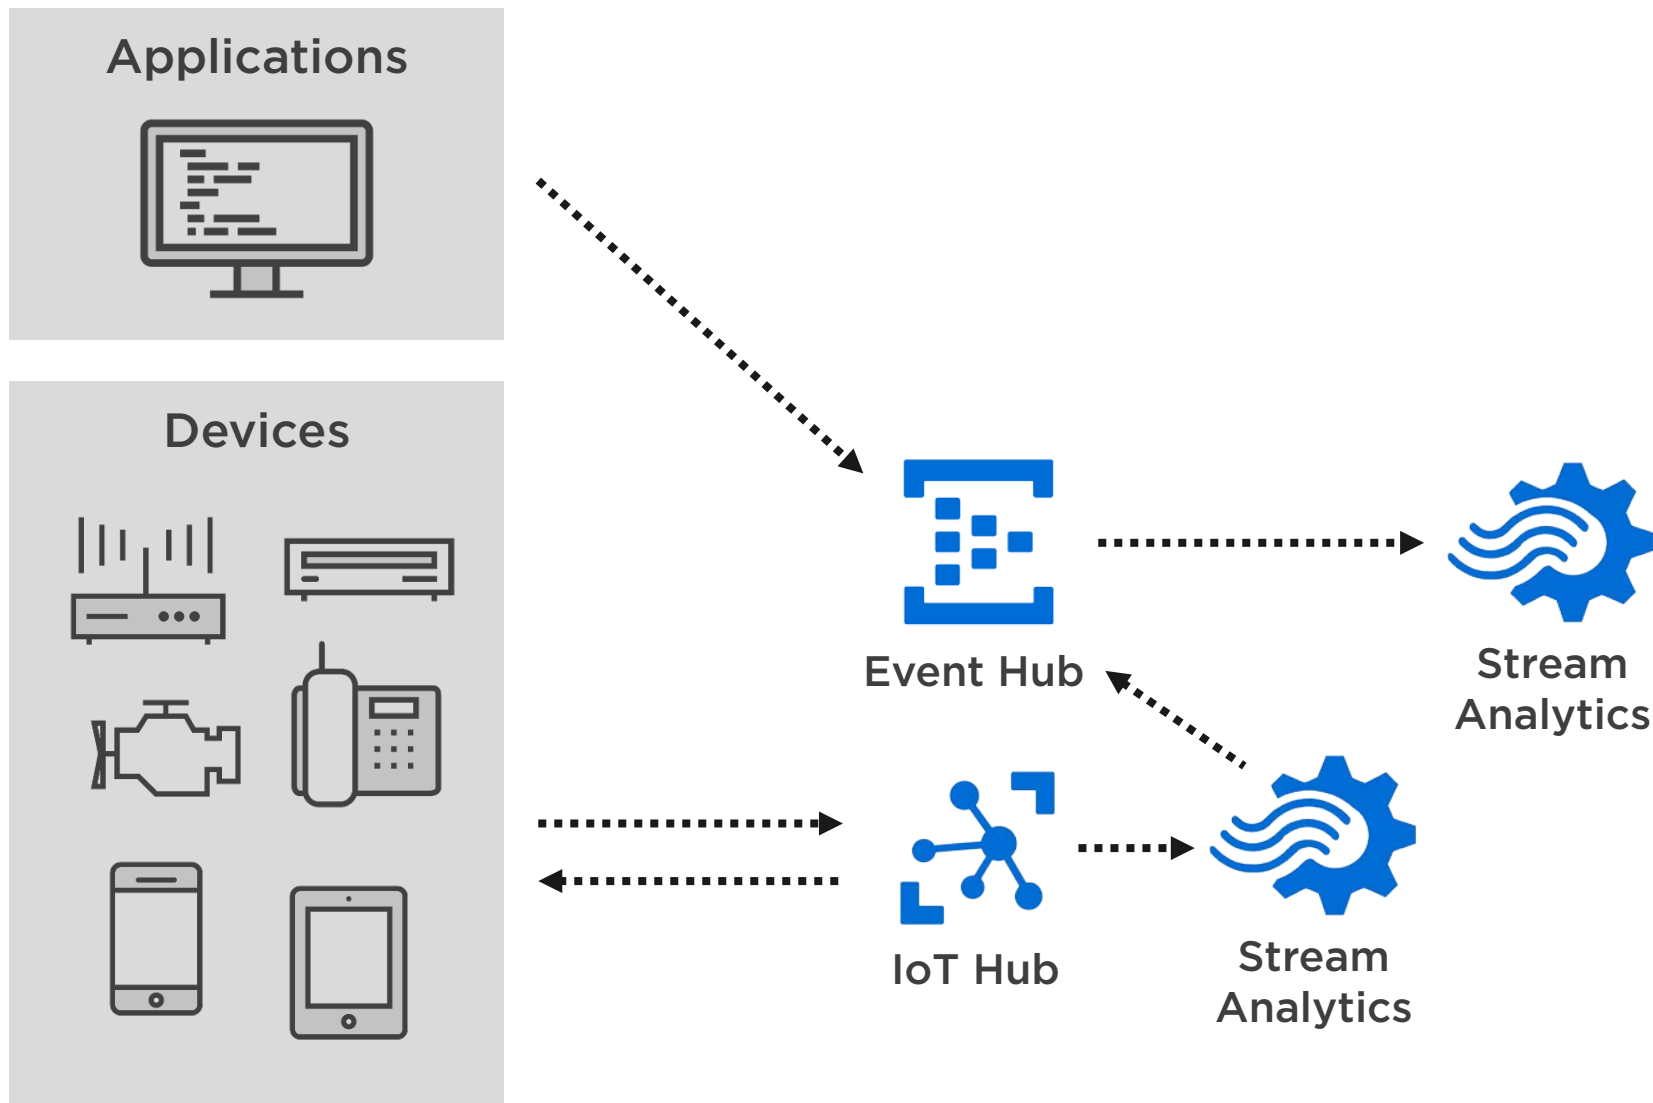 Applications
Devices
Event Hub
Stream
Analytics
IoT Hub
Stream
Analytics